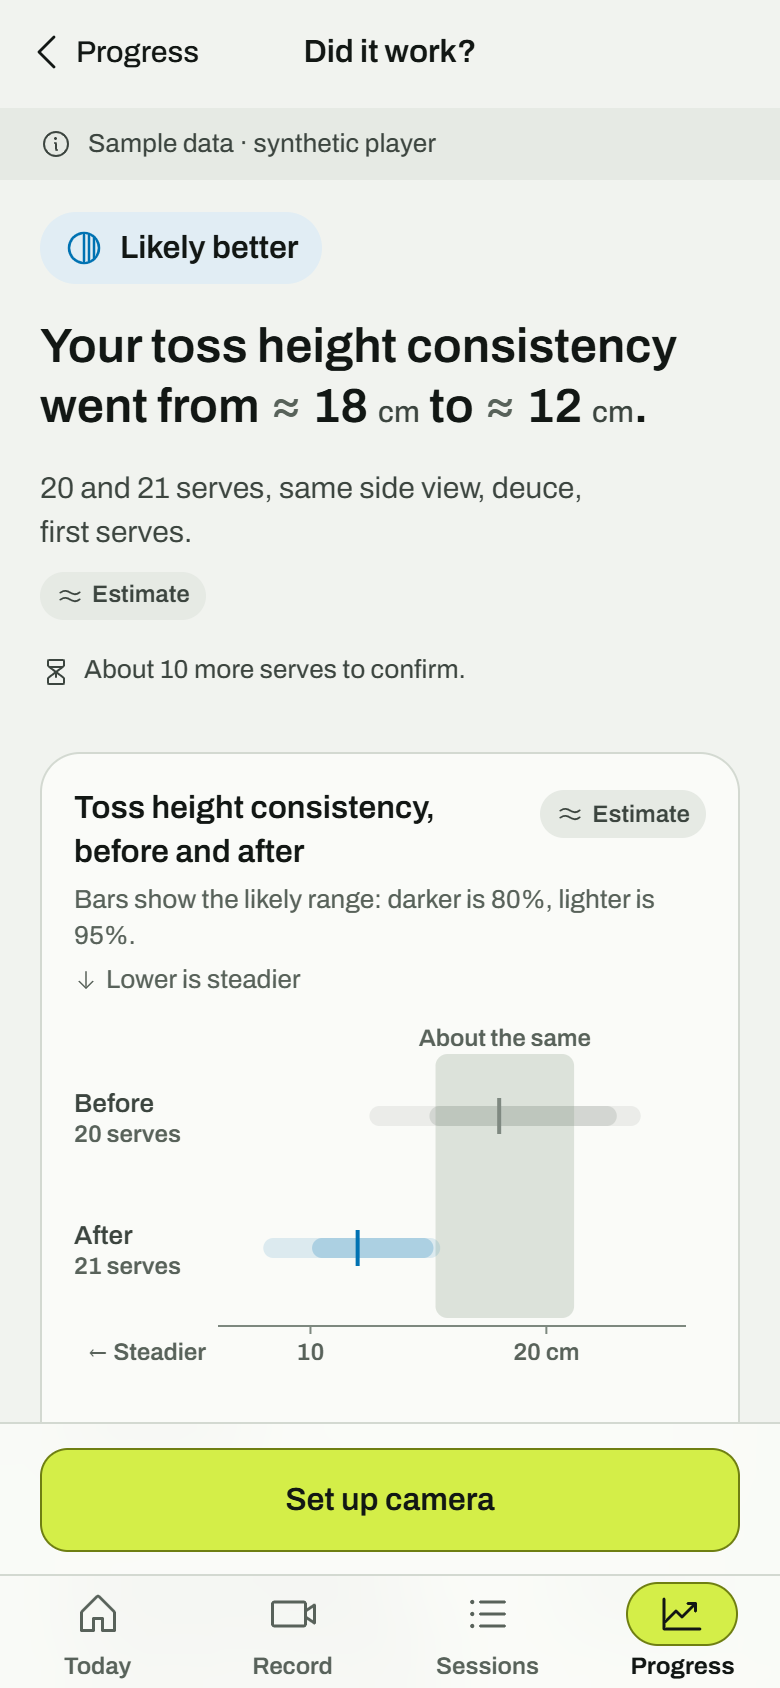 Progress
Did it work?
Sample data · synthetic player
Likely better
Your toss height consistency
went from ≈ 18 cm to ≈ 12 cm.
20 and 21 serves, same side view, deuce,
first serves.
Estimate
About 10 more serves to confirm.
Toss height consistency,
before and after
Estimate
Bars show the likely range: darker is 80%, lighter is
95%.
↓ Lower is steadier
About the same
Before
20 serves
After
21 serves
← Steadier
10
20 cm
Set up camera
Today
Record
Sessions
Progress